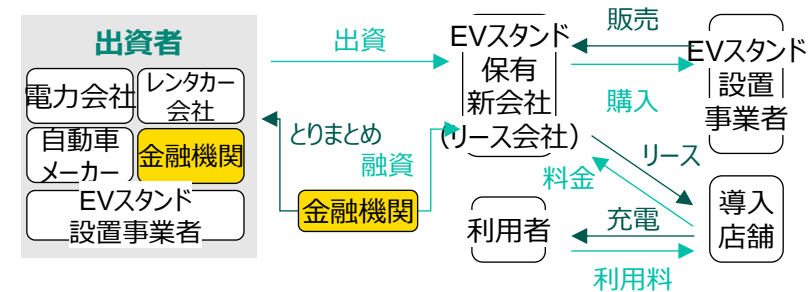 出資者
電力会社
レンタカー
会社
自動車
メーカー
金融機関
EVスタンド
設置事業者
出資
とりまとめ
融資
金融機関
EVスタンド
保有
新会社
(リース会社)
販売
購入
EVスタンド
設置
事業者
リース
料金
利用者
充電
利用料
導入
店舗